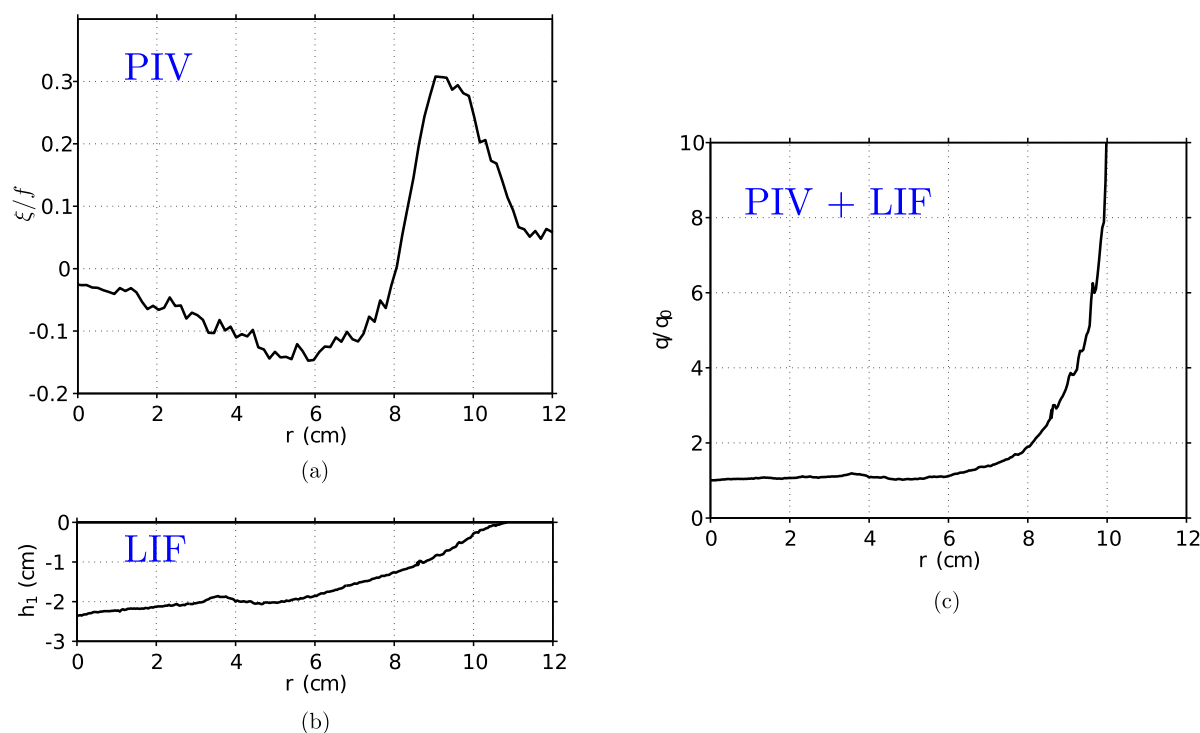 PIV
0.3
0.2
0.1
0
-0.1
-0.2
ξ/f
0 2 4 6 8 10 12
r (cm)
(a)
LIF
0
-1
-2
-3
h₁ (cm)
0 2 4 6 8 10 12
r (cm)
(b)
PIV + LIF
10
8
6
4
2
0
q/q₀
0 2 4 6 8 10 12
r (cm)
(c)